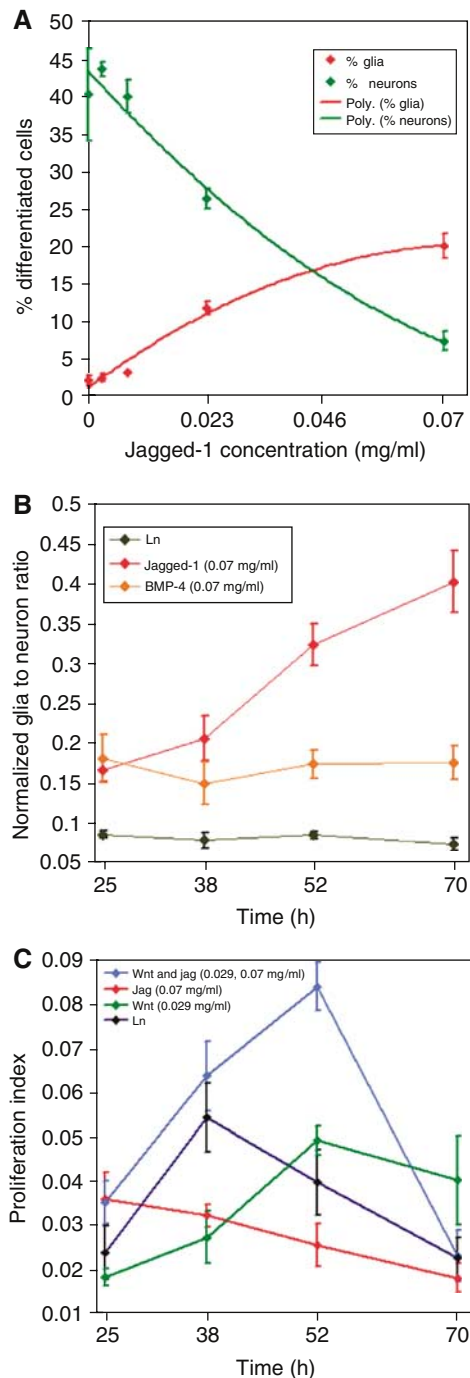 A
50
45
40
35
30
25
20
15
10
5
0
% differentiated cells
% glia
% neurons
Poly. (% glia)
Poly. (% neurons)
0 0.023 0.046 0.07
Jagged-1 concentration (mg/ml)
B
0.5
0.45
0.4
0.35
0.3
0.25
0.2
0.15
0.1
0.05
Normalized glia to neuron ratio
Ln
Jagged-1 (0.07 mg/ml)
BMP-4 (0.07 mg/ml)
25 38 52 70
Time (h)
C
0.09
0.08
0.07
0.06
0.05
0.04
0.03
0.02
0.01
Proliferation index
Wnt and jag (0.029, 0.07 mg/ml)
Jag (0.07 mg/ml)
Wnt (0.029 mg/ml)
Ln
25 38 52 70
Time (h)